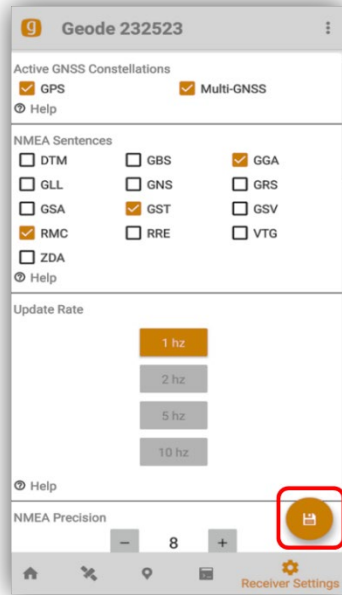 g Geode 232523
Active GNSS Constellations
GPS Multi-GNSS
? Help
NMEA Sentences
DTM GBS GGA
GLL GNS GRS
GSA GST GSV
RMC RRE VTG
ZDA
? Help
Update Rate
1 hz
2 hz
5 hz
10 hz
? Help
NMEA Precision
− 8 +
Receiver Settings